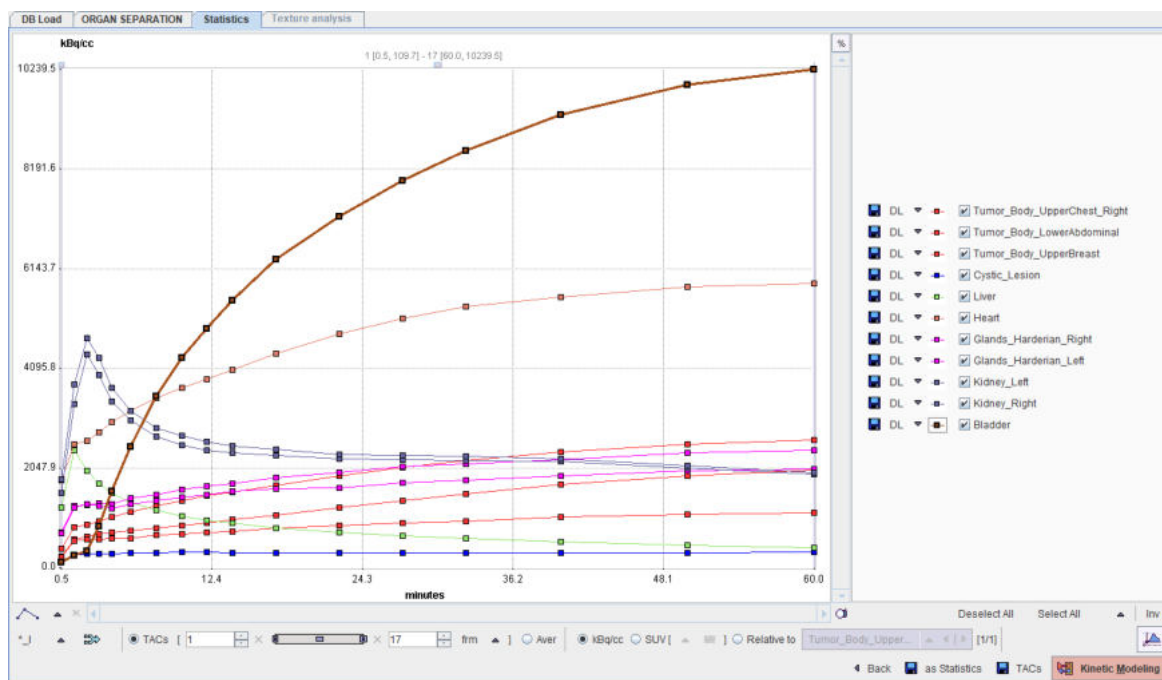 DB Load ORGAN SEPARATION Statistics Texture analysis
kBq/cc
1 [0.5, 109.7] - 17 [60.0, 10239.5]
%
10239.5
8191.6
6143.7
4095.8
2047.9
0.0
0.5 12.4 24.3 36.2 48.1 60.0
minutes
DL Tumor_Body_UpperChest_Right
DL Tumor_Body_LowerAbdominal
DL Tumor_Body_UpperBreast
DL Cystic_Lesion
DL Liver
DL Heart
DL Glands_Harderian_Right
DL Glands_Harderian_Left
DL Kidney_Left
DL Kidney_Right
DL Bladder
Deselect All Select All Inv
*_I TACs [ 1 17 frm ] Aver kBq/cc SUV [ ] Relative to Tumor_Body_Upper... [1/1]
Back as Statistics TACs Kinetic Modeling